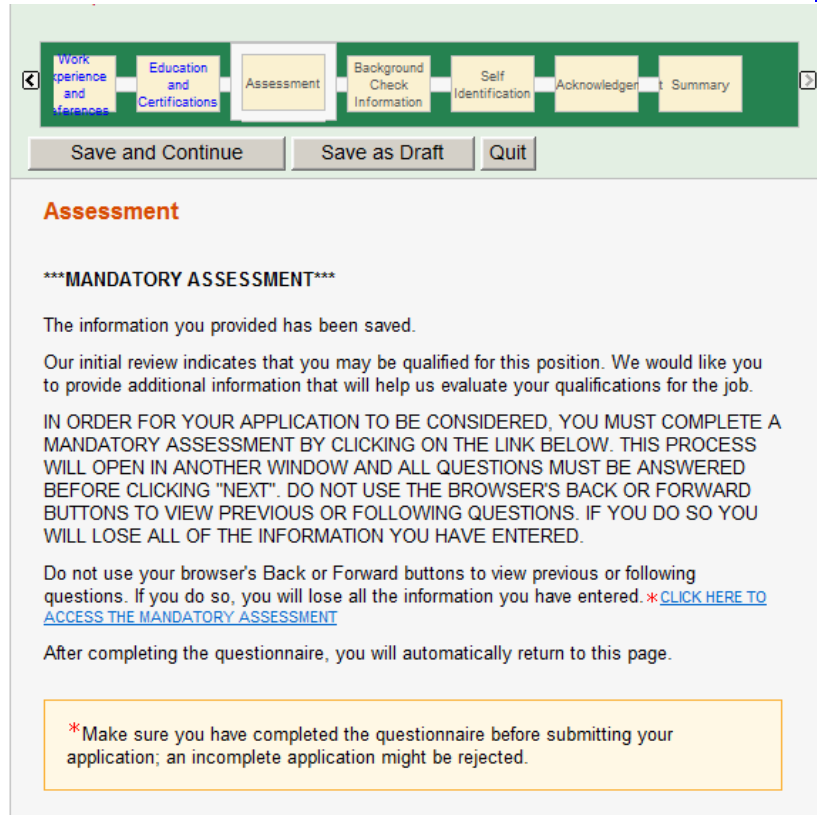 Work
xperience
and
eferences
Education
and
Certifications
Assessment
Background
Check
Information
Self
Identification
Acknowledgen
t Summary
Save and Continue
Save as Draft
Quit
Assessment
***MANDATORY ASSESSMENT***
The information you provided has been saved.
Our initial review indicates that you may be qualified for this position. We would like you
to provide additional information that will help us evaluate your qualifications for the job.
IN ORDER FOR YOUR APPLICATION TO BE CONSIDERED, YOU MUST COMPLETE A
MANDATORY ASSESSMENT BY CLICKING ON THE LINK BELOW. THIS PROCESS
WILL OPEN IN ANOTHER WINDOW AND ALL QUESTIONS MUST BE ANSWERED
BEFORE CLICKING "NEXT". DO NOT USE THE BROWSER'S BACK OR FORWARD
BUTTONS TO VIEW PREVIOUS OR FOLLOWING QUESTIONS. IF YOU DO SO YOU
WILL LOSE ALL OF THE INFORMATION YOU HAVE ENTERED.
Do not use your browser's Back or Forward buttons to view previous or following
questions. If you do so, you will lose all the information you have entered.*CLICK HERE TO
ACCESS THE MANDATORY ASSESSMENT
After completing the questionnaire, you will automatically return to this page.
*Make sure you have completed the questionnaire before submitting your
application; an incomplete application might be rejected.